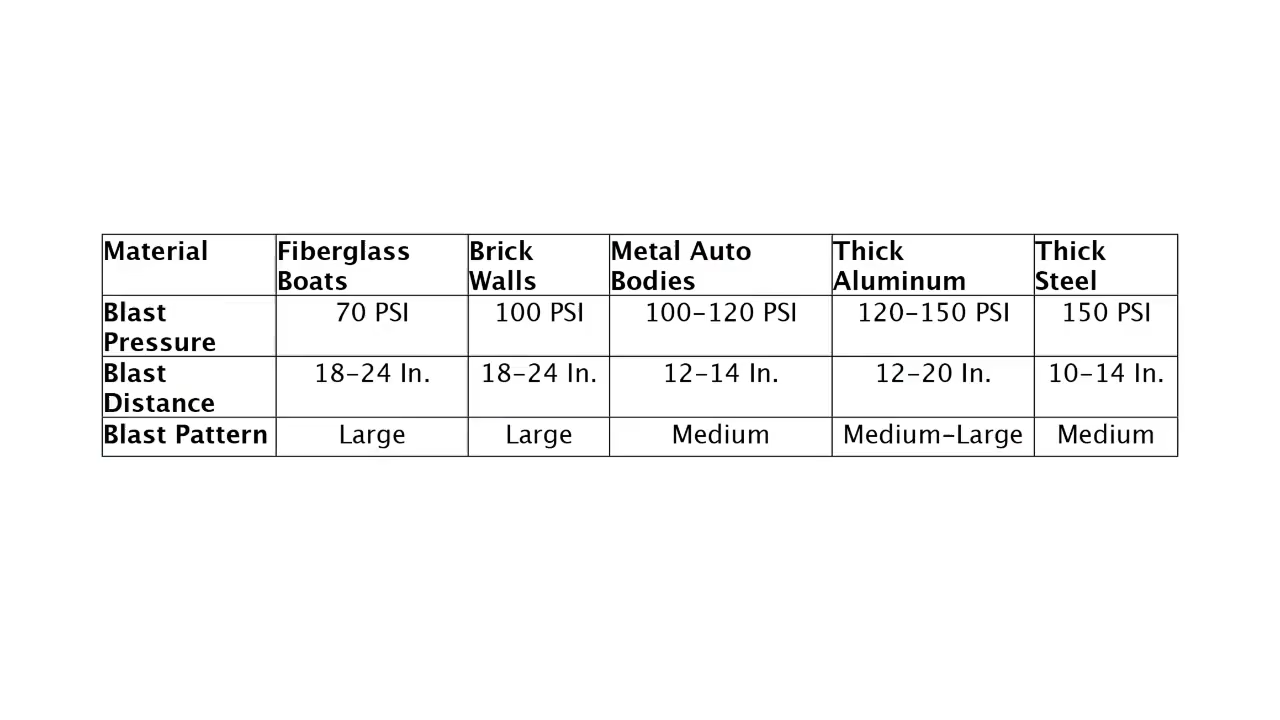 Material Fiberglass Boats Brick Walls Metal Auto Bodies Thick Aluminum Thick Steel
Blast Pressure 70 PSI 100 PSI 100-120 PSI 120-150 PSI 150 PSI
Blast Distance 18-24 In. 18-24 In. 12-14 In. 12-20 In. 10-14 In.
Blast Pattern Large Large Medium Medium-Large Medium